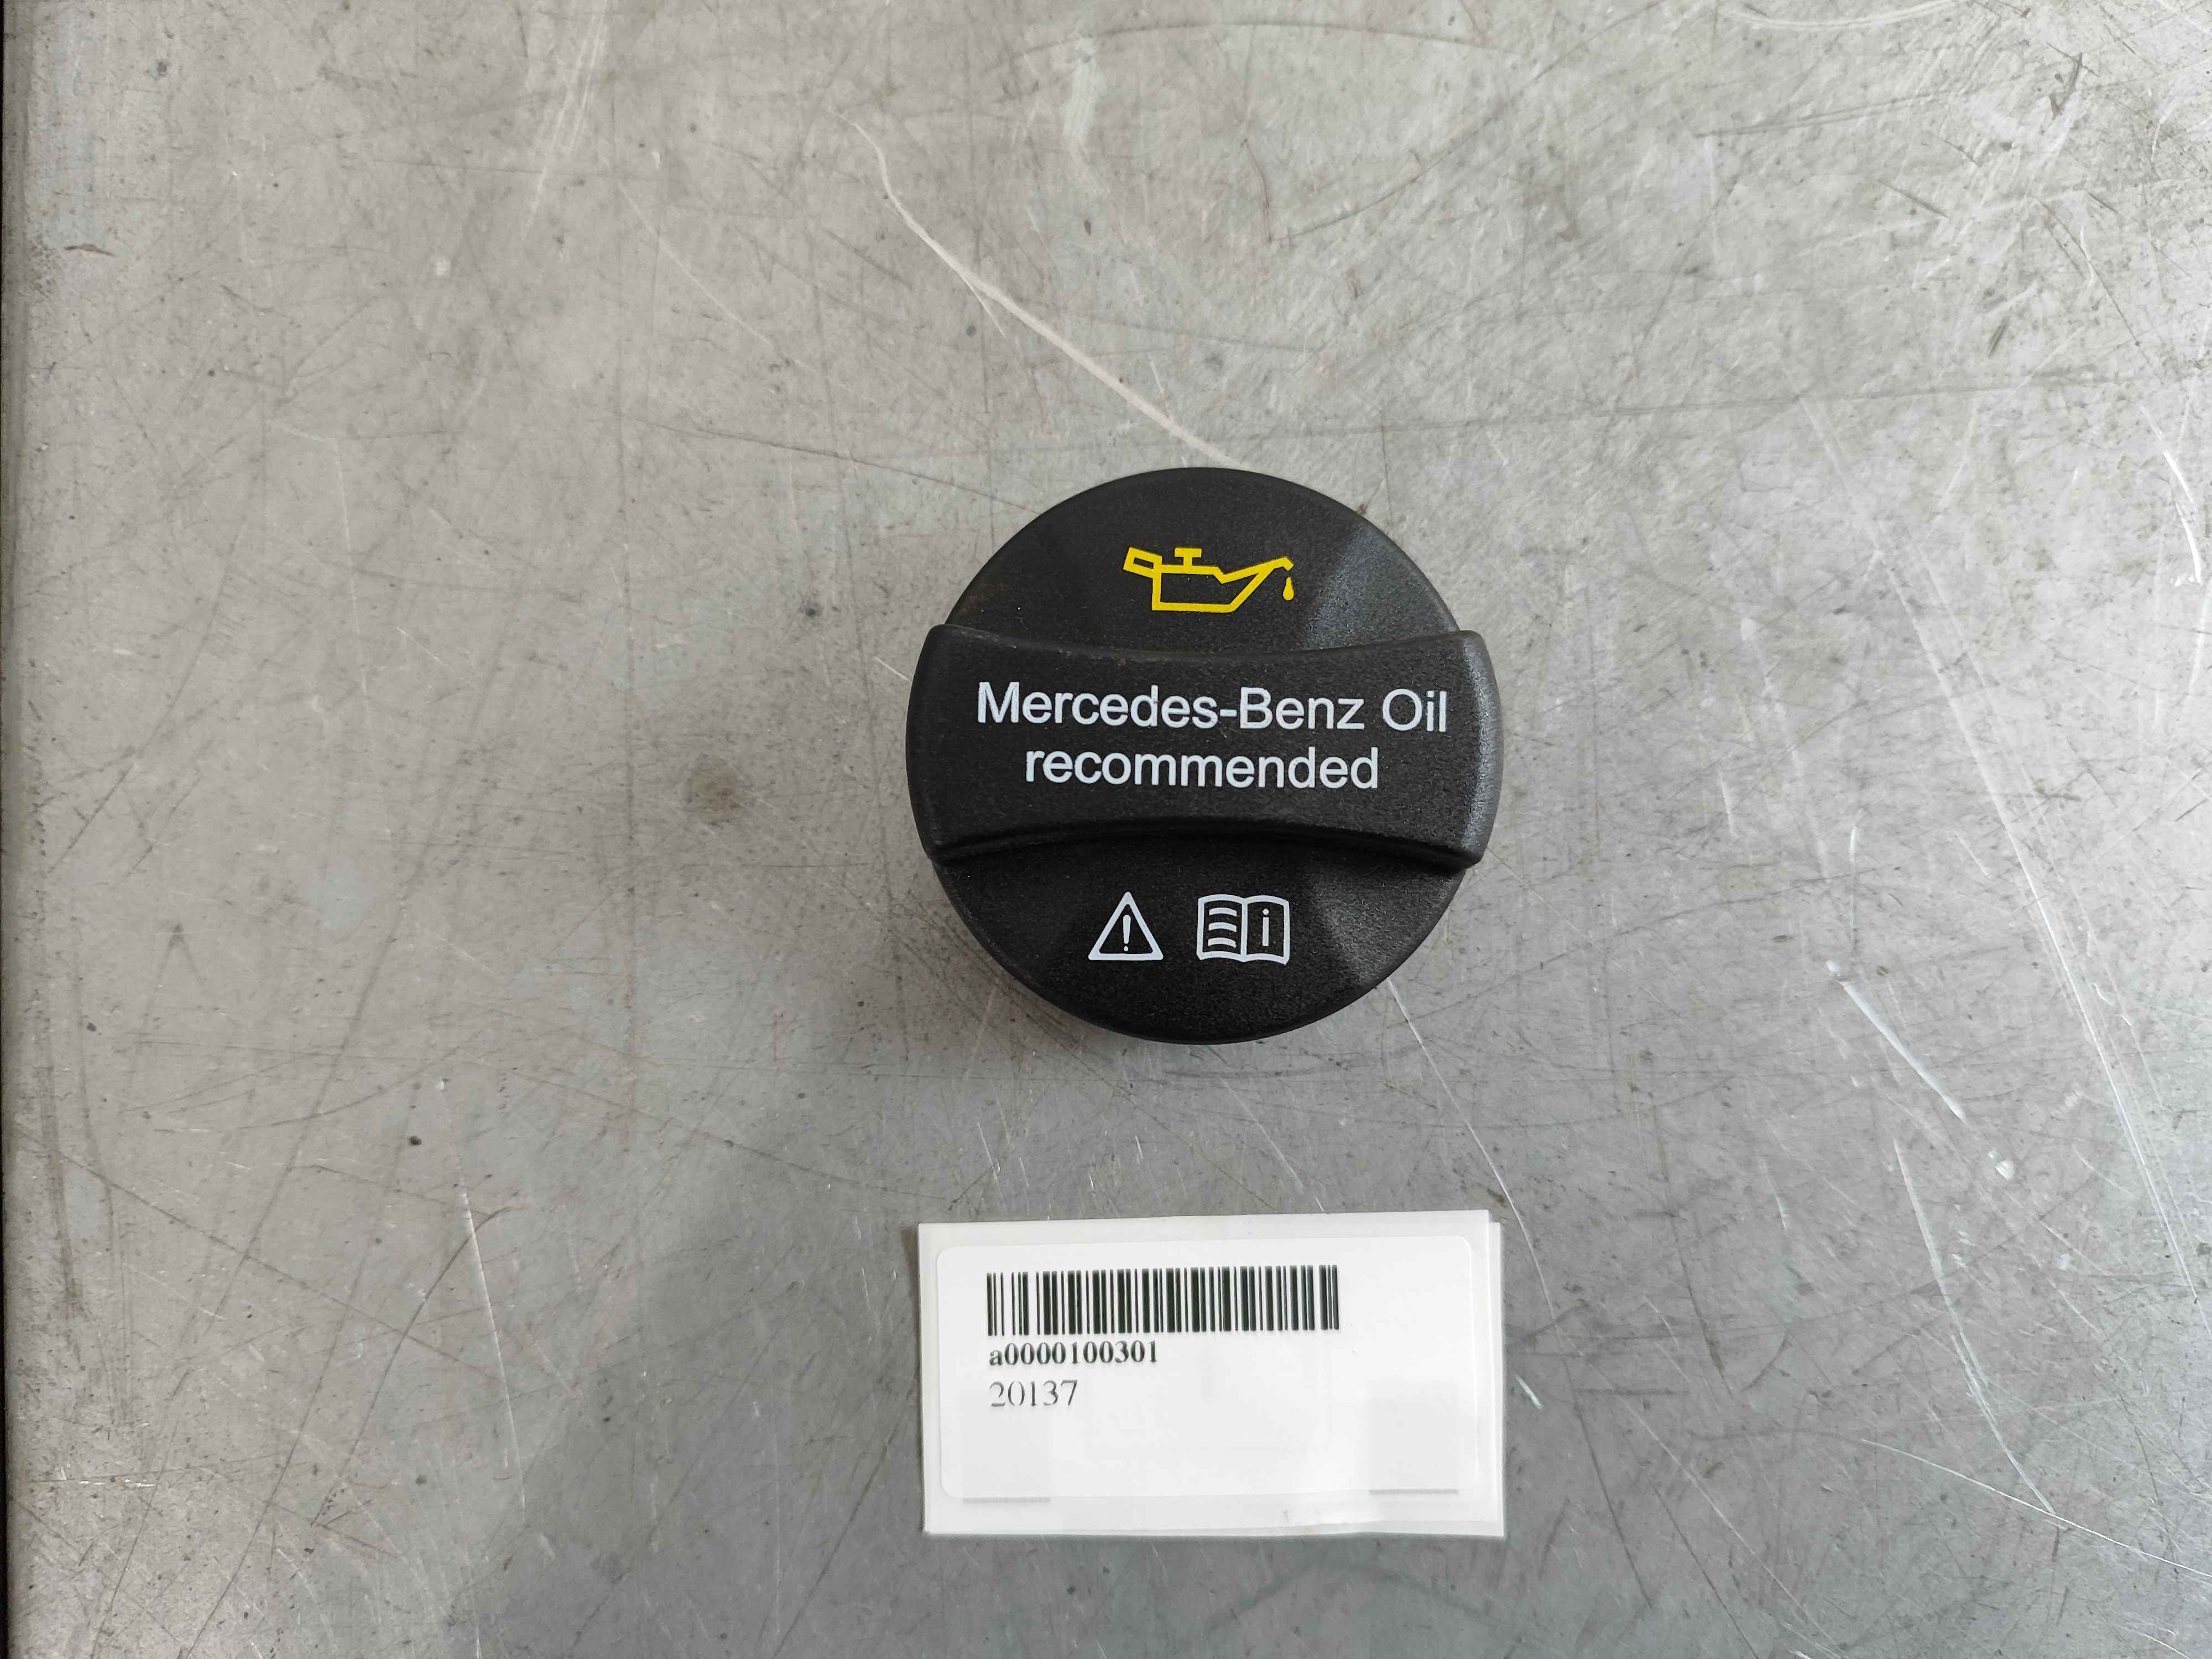 Mercedes-Benz Oil
recommended
a0000100301
20137